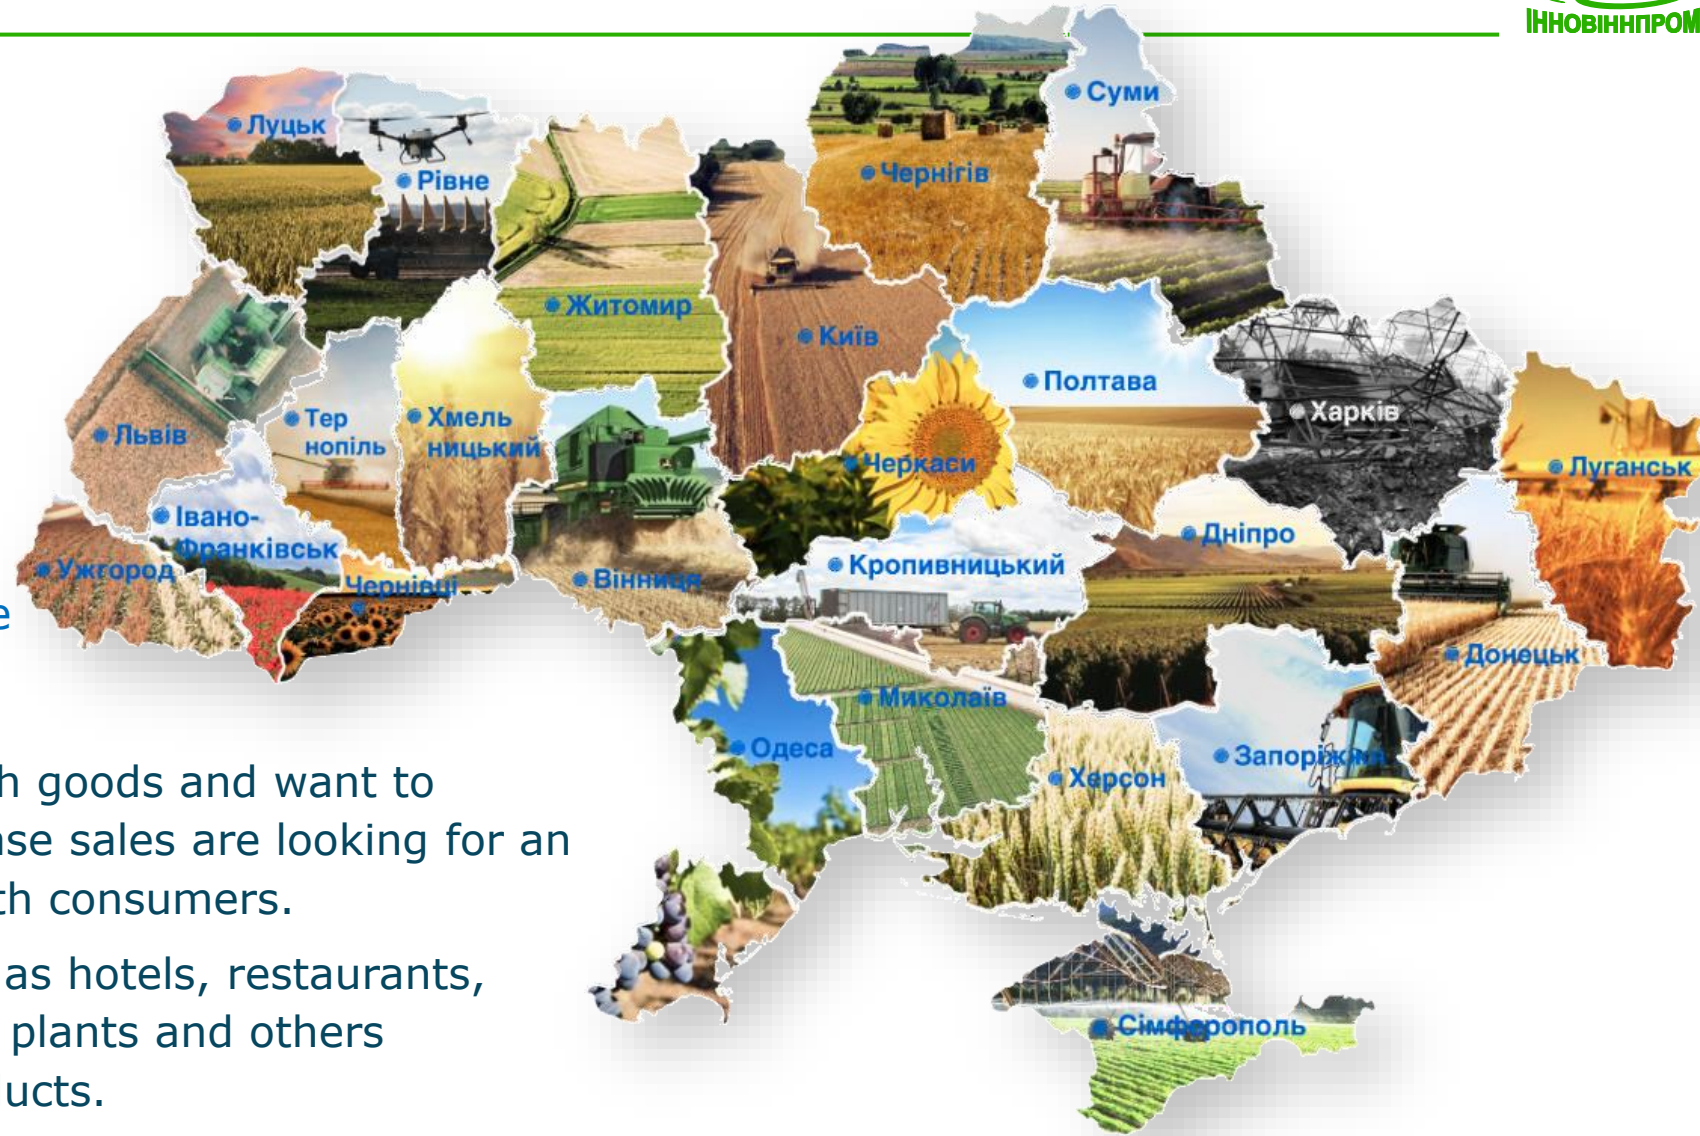 ІННОВІННПРОМ
Суми
Луцьк
Чернігів
Рівне
Житомир
Київ
Полтава
Харків
Тер
нопіль
Хмель
ницький
Львів
Черкаси
Луганськ
Івано-
Франківськ
Дніпро
Кропивницький
Ужгород
Вінниця
Чернівці
e
Донецьк
Миколаїв
Одеса
Запоріжжя
Херсон
h goods and want to
ase sales are looking for an
th consumers.
as hotels, restaurants,
plants and others
ucts.
Сімферополь